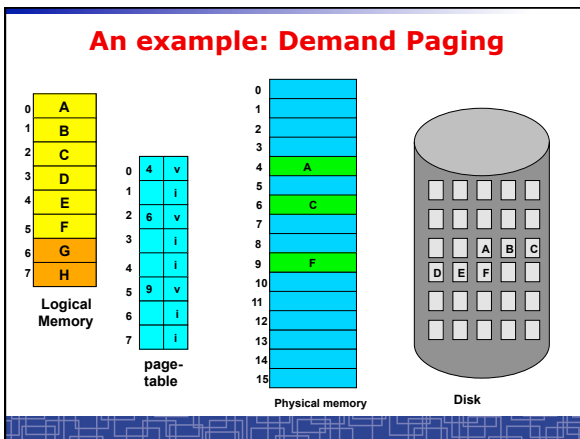 An example: Demand Paging
0 A
1 B
2 C
3 D
4 E
5 F
6 G
7 H
Logical
Memory
0 4 v
1 i
2 6 v
3 i
4 i
5 9 v
6 i
7 i
page-
table
0
1
2
3
4 A
5
6 C
7
8
9 F
10
11
12
13
14
15
Physical memory
A B C
D E F
Disk